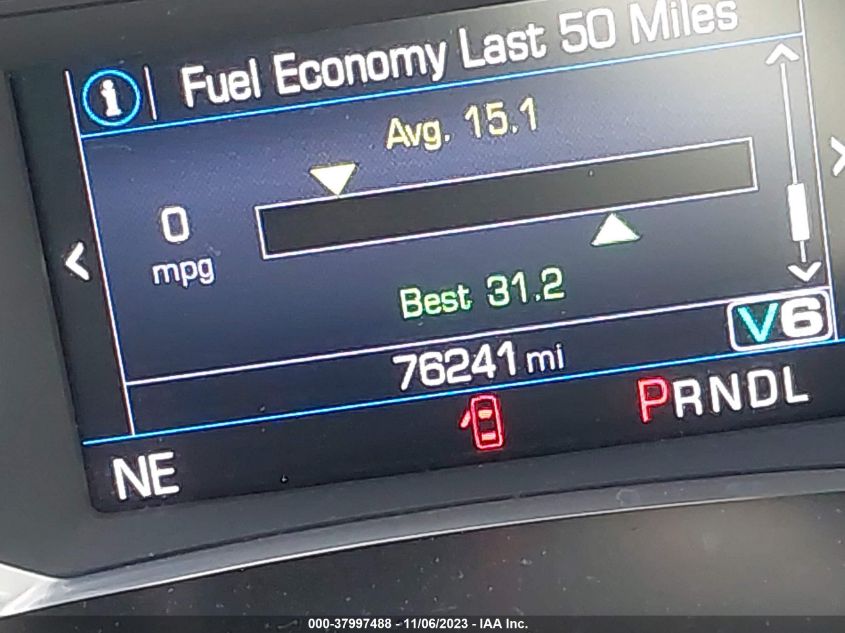 Fuel Economy Last 50 Miles
Avg. 15.1
0
mpg
Best 31.2
V6
76241 mi
PRNDL
NE
000-37997488 - 11/06/2023 - IAA Inc.